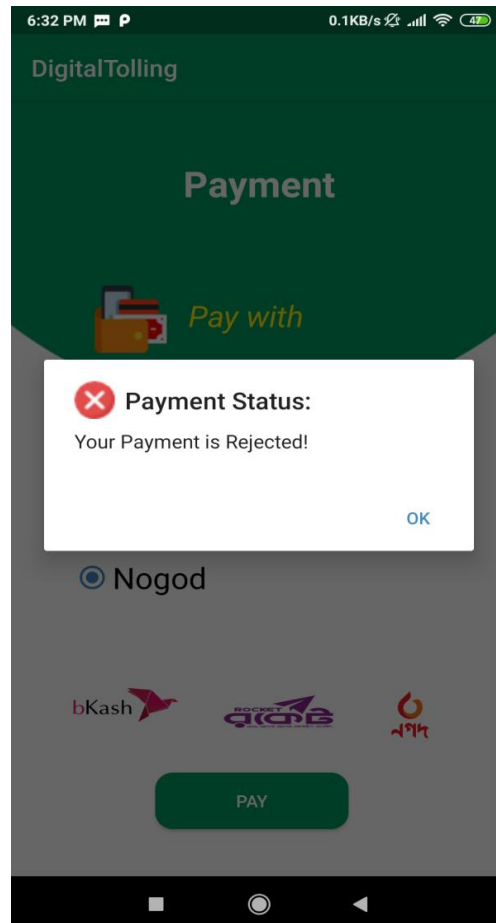 6:32 PM
0.1KB/s
47
DigitalTolling
Payment
Pay with
Payment Status:
Your Payment is Rejected!
OK
Nogod
bKash
ROCKET
রকেট
নগদ
PAY